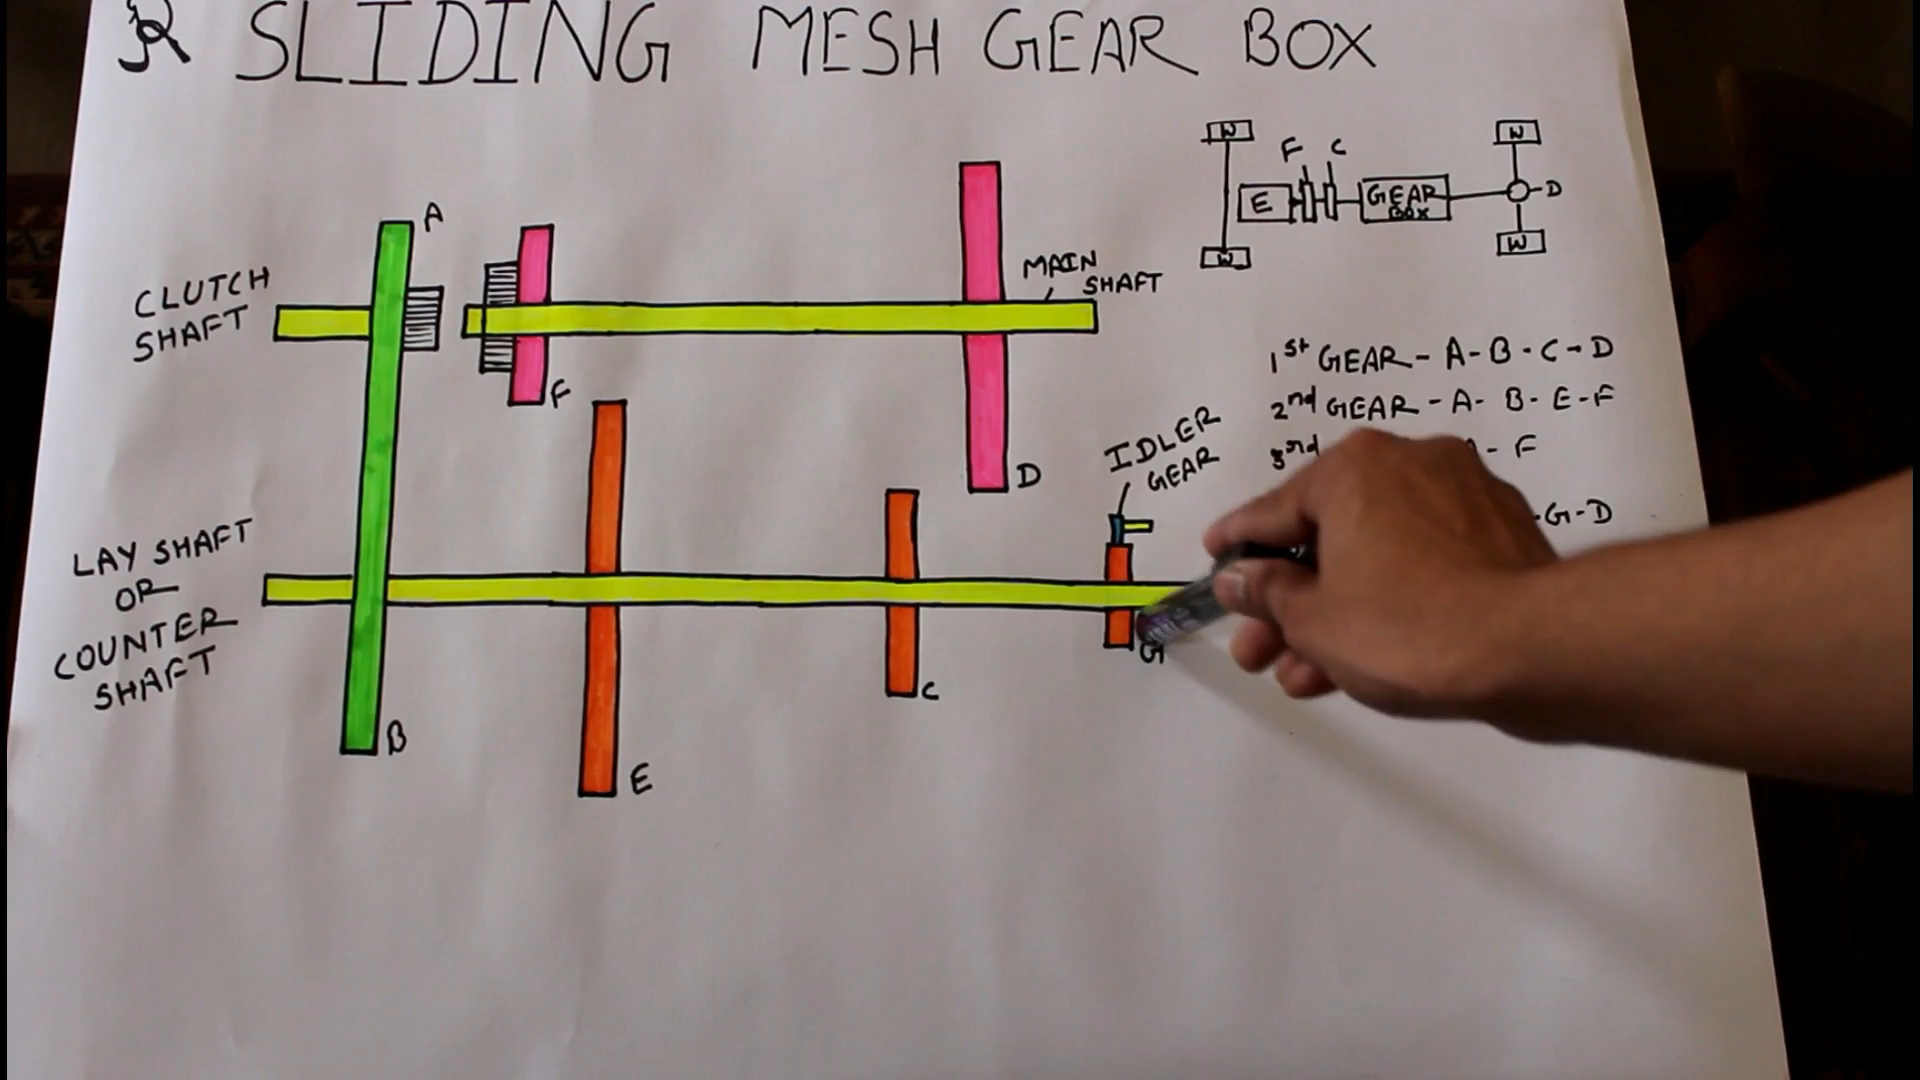 SLIDING MESH GEAR BOX
W
W
F C
E
GEAR
BOX
D
W
W
A
CLUTCH
SHAFT
MAIN
SHAFT
F
D
1st GEAR - A - B - C - D
2nd GEAR - A - B - E - F
3rd - F
-G-D
IDLER
GEAR
LAY SHAFT
OR
COUNTER
SHAFT
G
C
B
E